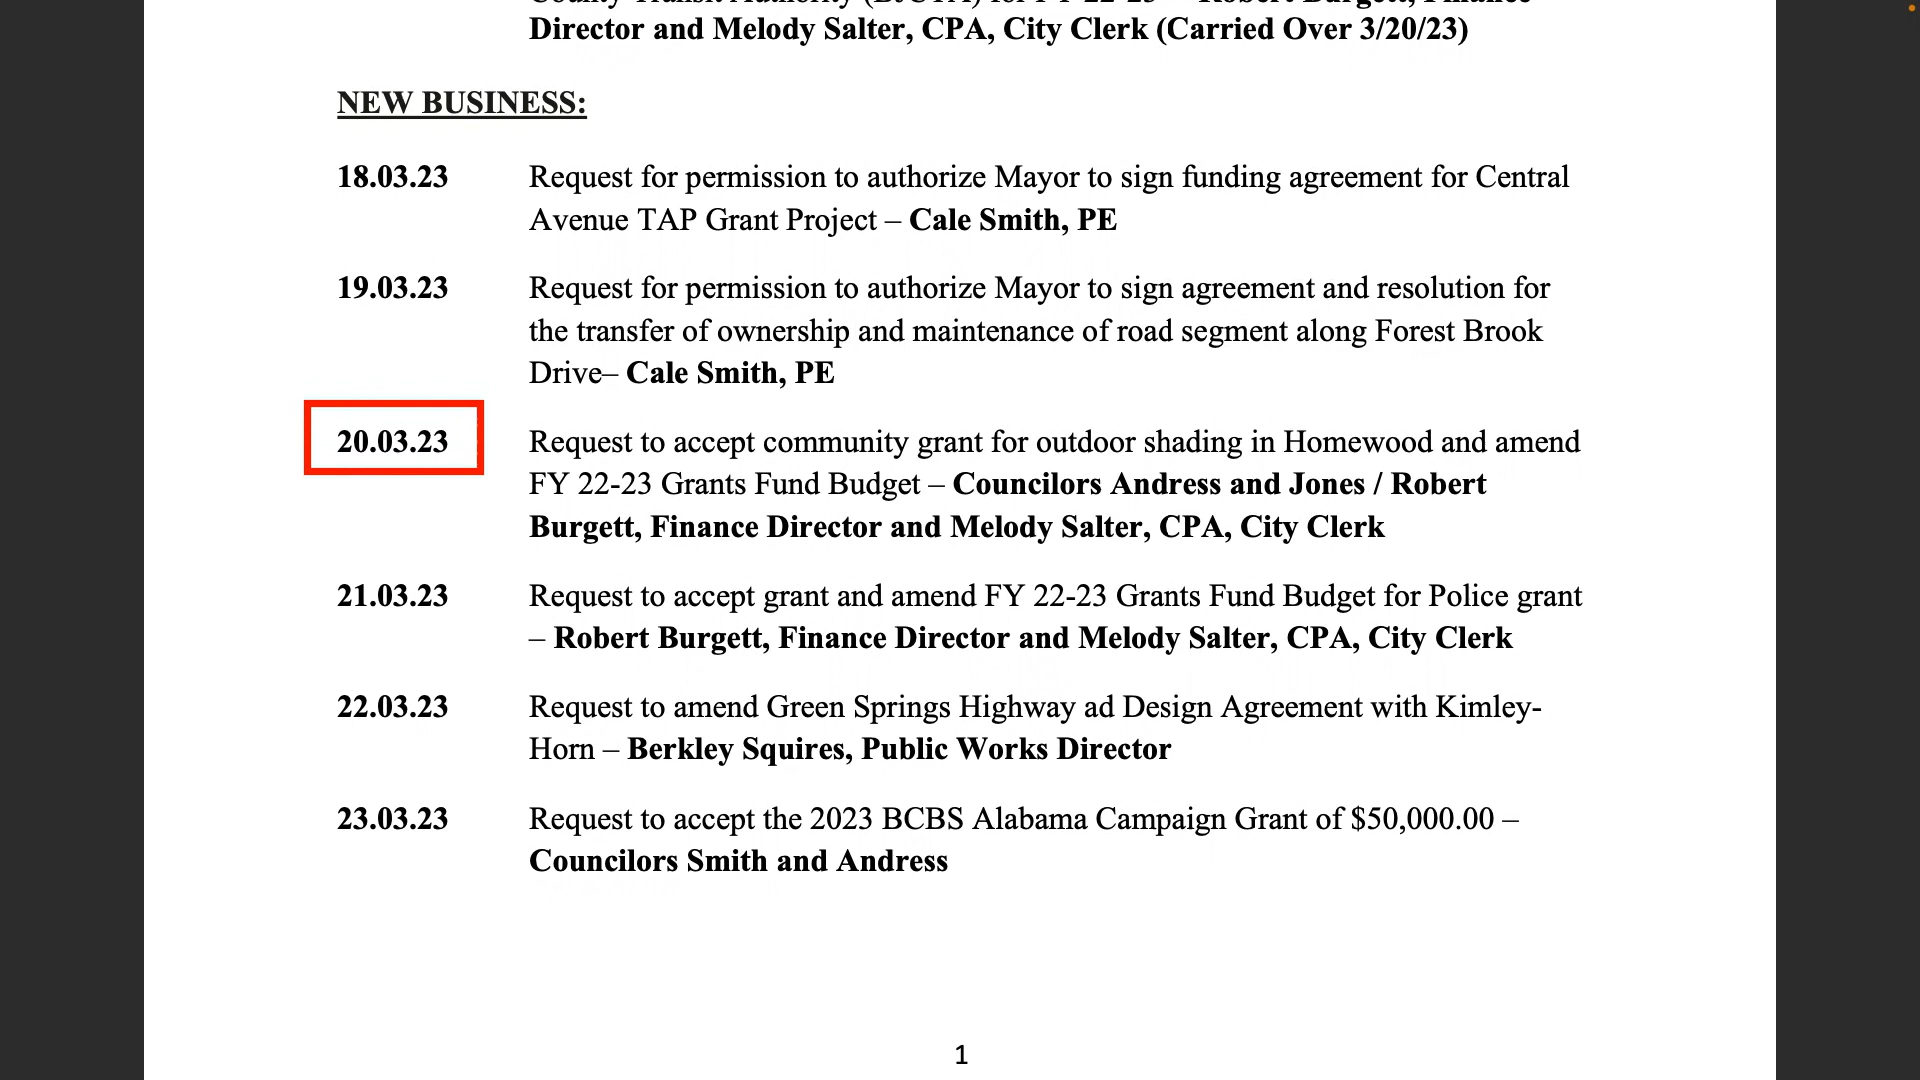 Director and Melody Salter, CPA, City Clerk (Carried Over 3/20/23)
NEW BUSINESS:
18.03.23 Request for permission to authorize Mayor to sign funding agreement for Central
Avenue TAP Grant Project – Cale Smith, PE
19.03.23 Request for permission to authorize Mayor to sign agreement and resolution for
the transfer of ownership and maintenance of road segment along Forest Brook
Drive– Cale Smith, PE
20.03.23 Request to accept community grant for outdoor shading in Homewood and amend
FY 22-23 Grants Fund Budget – Councilors Andress and Jones / Robert
Burgett, Finance Director and Melody Salter, CPA, City Clerk
21.03.23 Request to accept grant and amend FY 22-23 Grants Fund Budget for Police grant
– Robert Burgett, Finance Director and Melody Salter, CPA, City Clerk
22.03.23 Request to amend Green Springs Highway ad Design Agreement with Kimley-
Horn – Berkley Squires, Public Works Director
23.03.23 Request to accept the 2023 BCBS Alabama Campaign Grant of $50,000.00 –
Councilors Smith and Andress
1